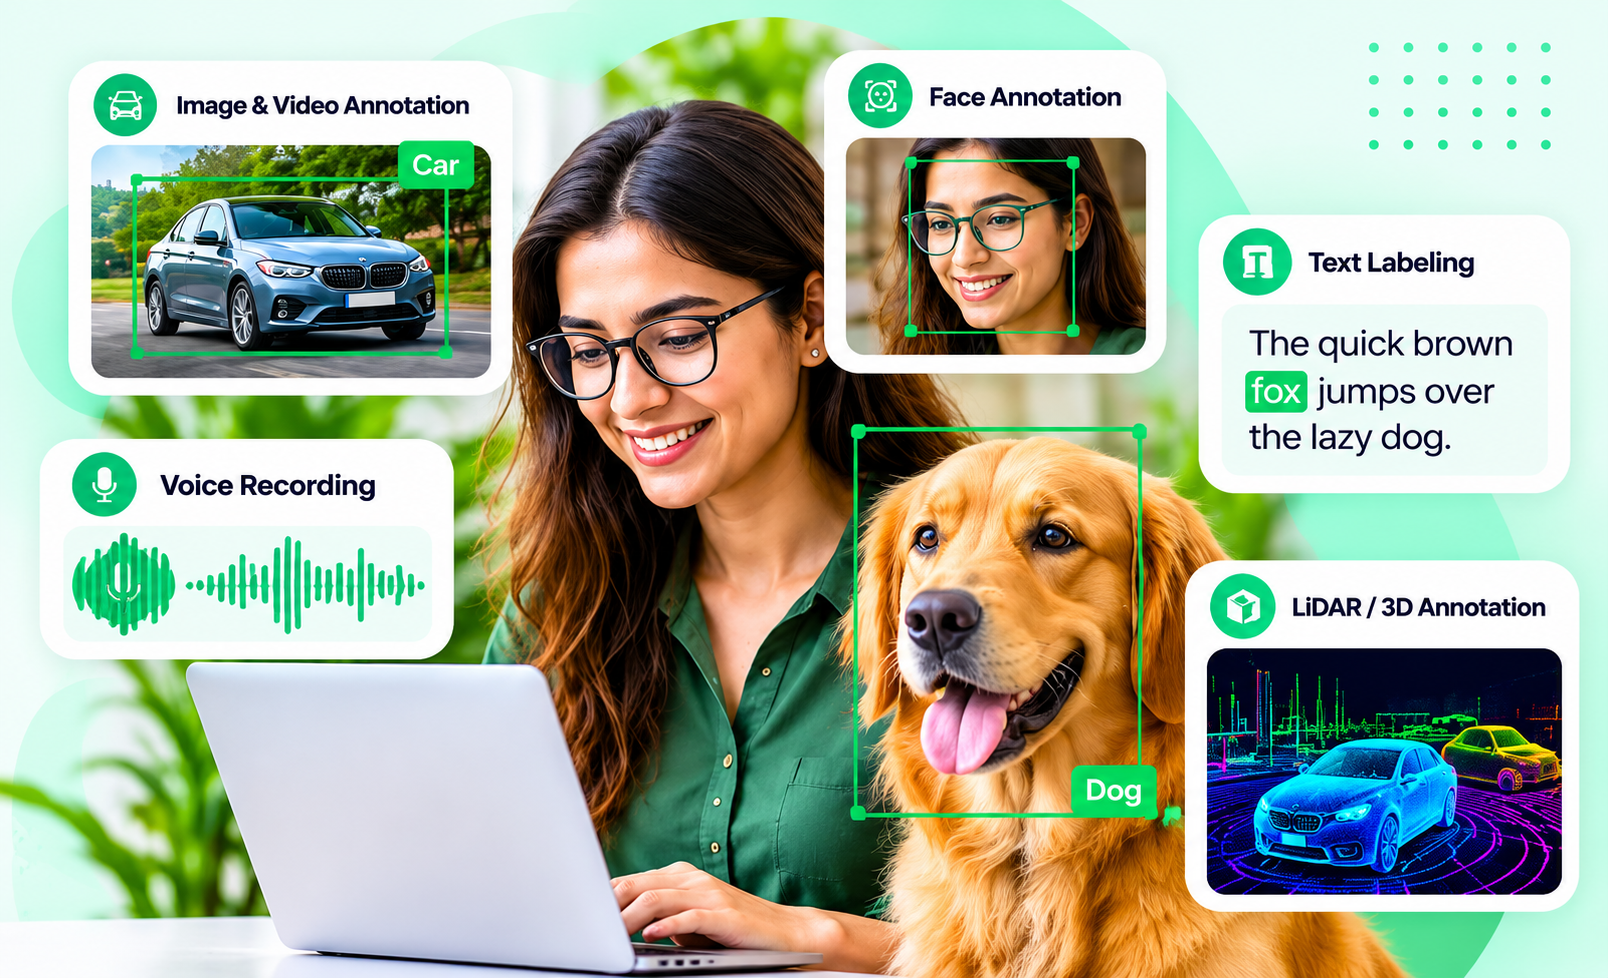 Image & Video Annotation
Car
Face Annotation
Text Labeling
The quick brown
fox jumps over
the lazy dog.
Voice Recording
Dog
LiDAR / 3D Annotation